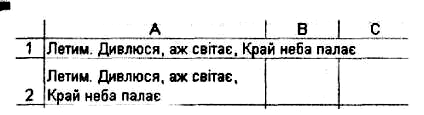 A B C
1 Летим. Дивлюся, аж світає, Край неба палає
Летим. Дивлюся, аж світає,
2 Край неба палає